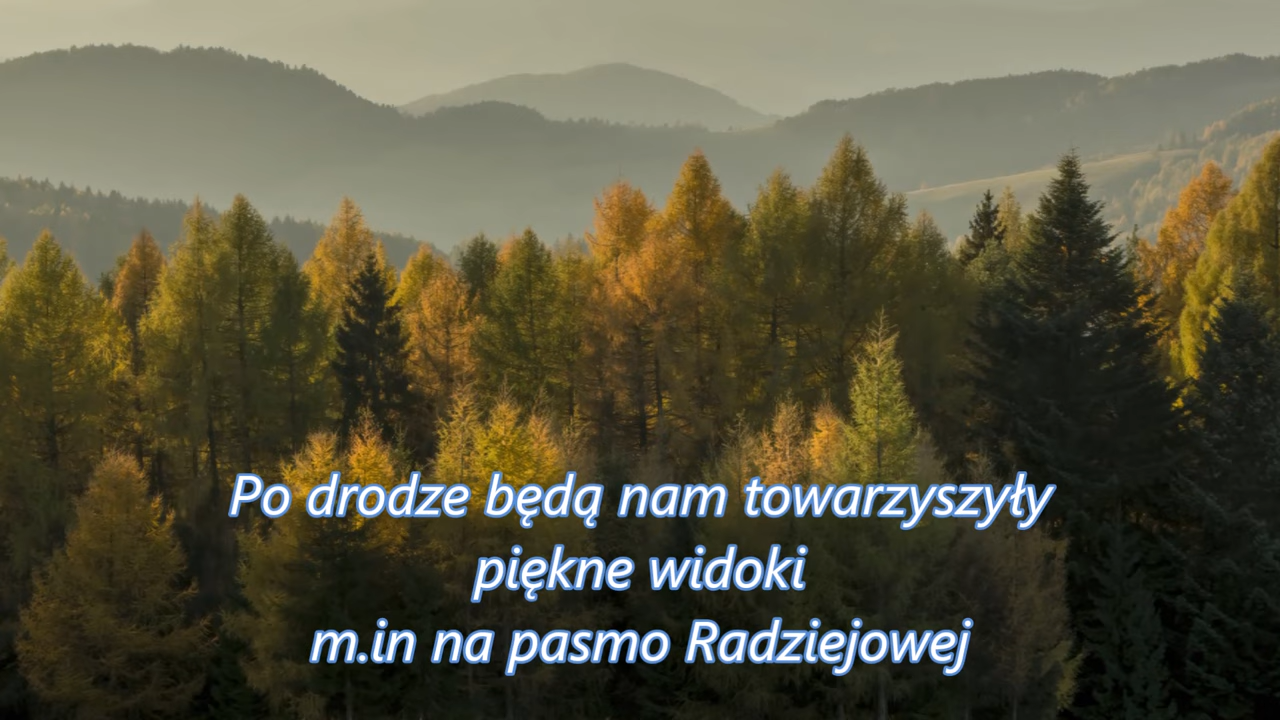 Po drodze będą nam towarzyszyły
piękne widoki
m.in na pasmo Radziejowej